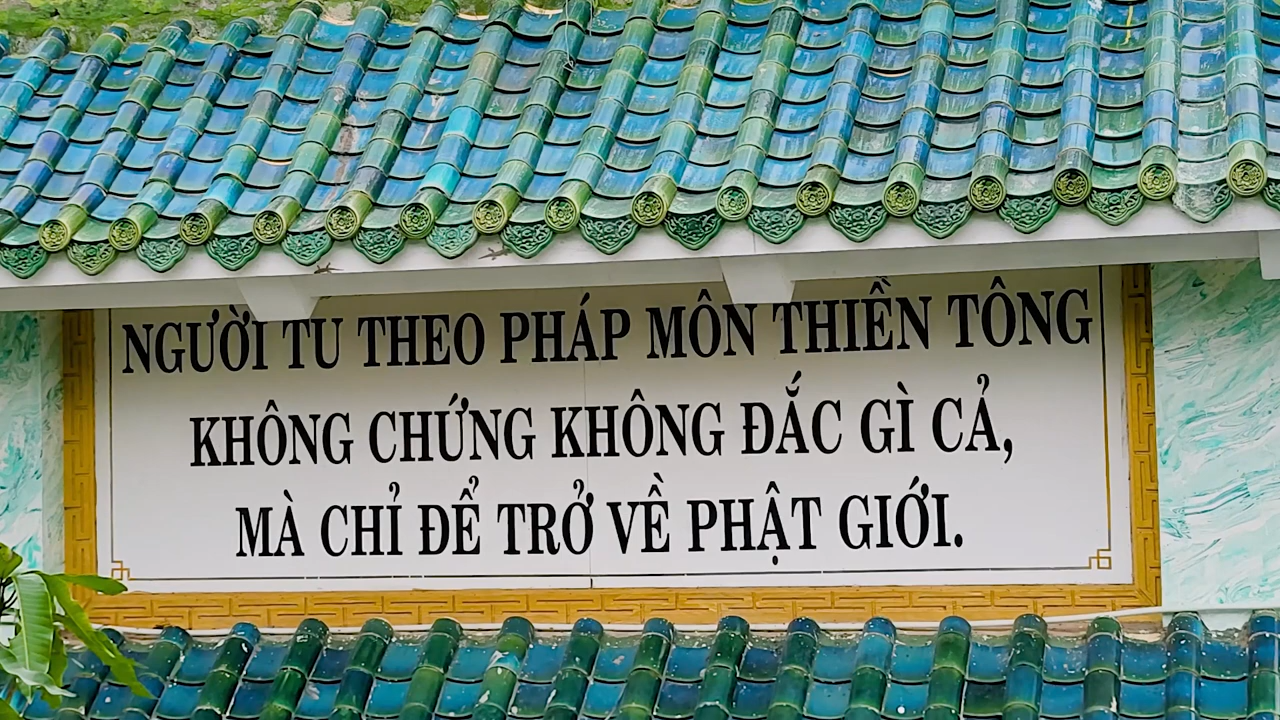 NGƯỜI TU THEO PHÁP MÔN THIỀN TÔNG
KHÔNG CHỨNG KHÔNG ĐẮC GÌ CẢ,
MÀ CHỈ ĐỂ TRỞ VỀ PHẬT GIỚI.